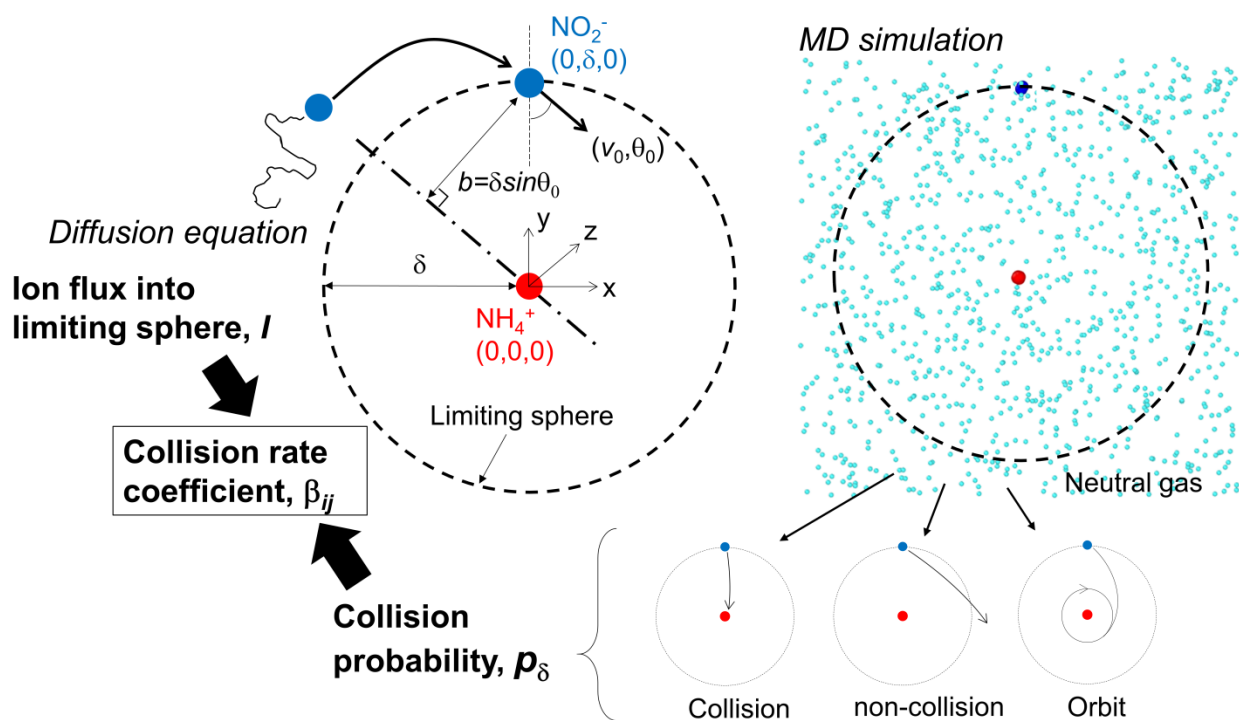 NO₂⁻
(0,δ,0)
(v₀,θ₀)
b=δsinθ₀
Diffusion equation
y
z
x
δ
NH₄⁺
(0,0,0)
Ion flux into
limiting sphere, I
Limiting sphere
Collision rate
coefficient, βᵢⱼ
Collision
probability, p_δ
MD simulation
Neutral gas
Collision
non-collision
Orbit